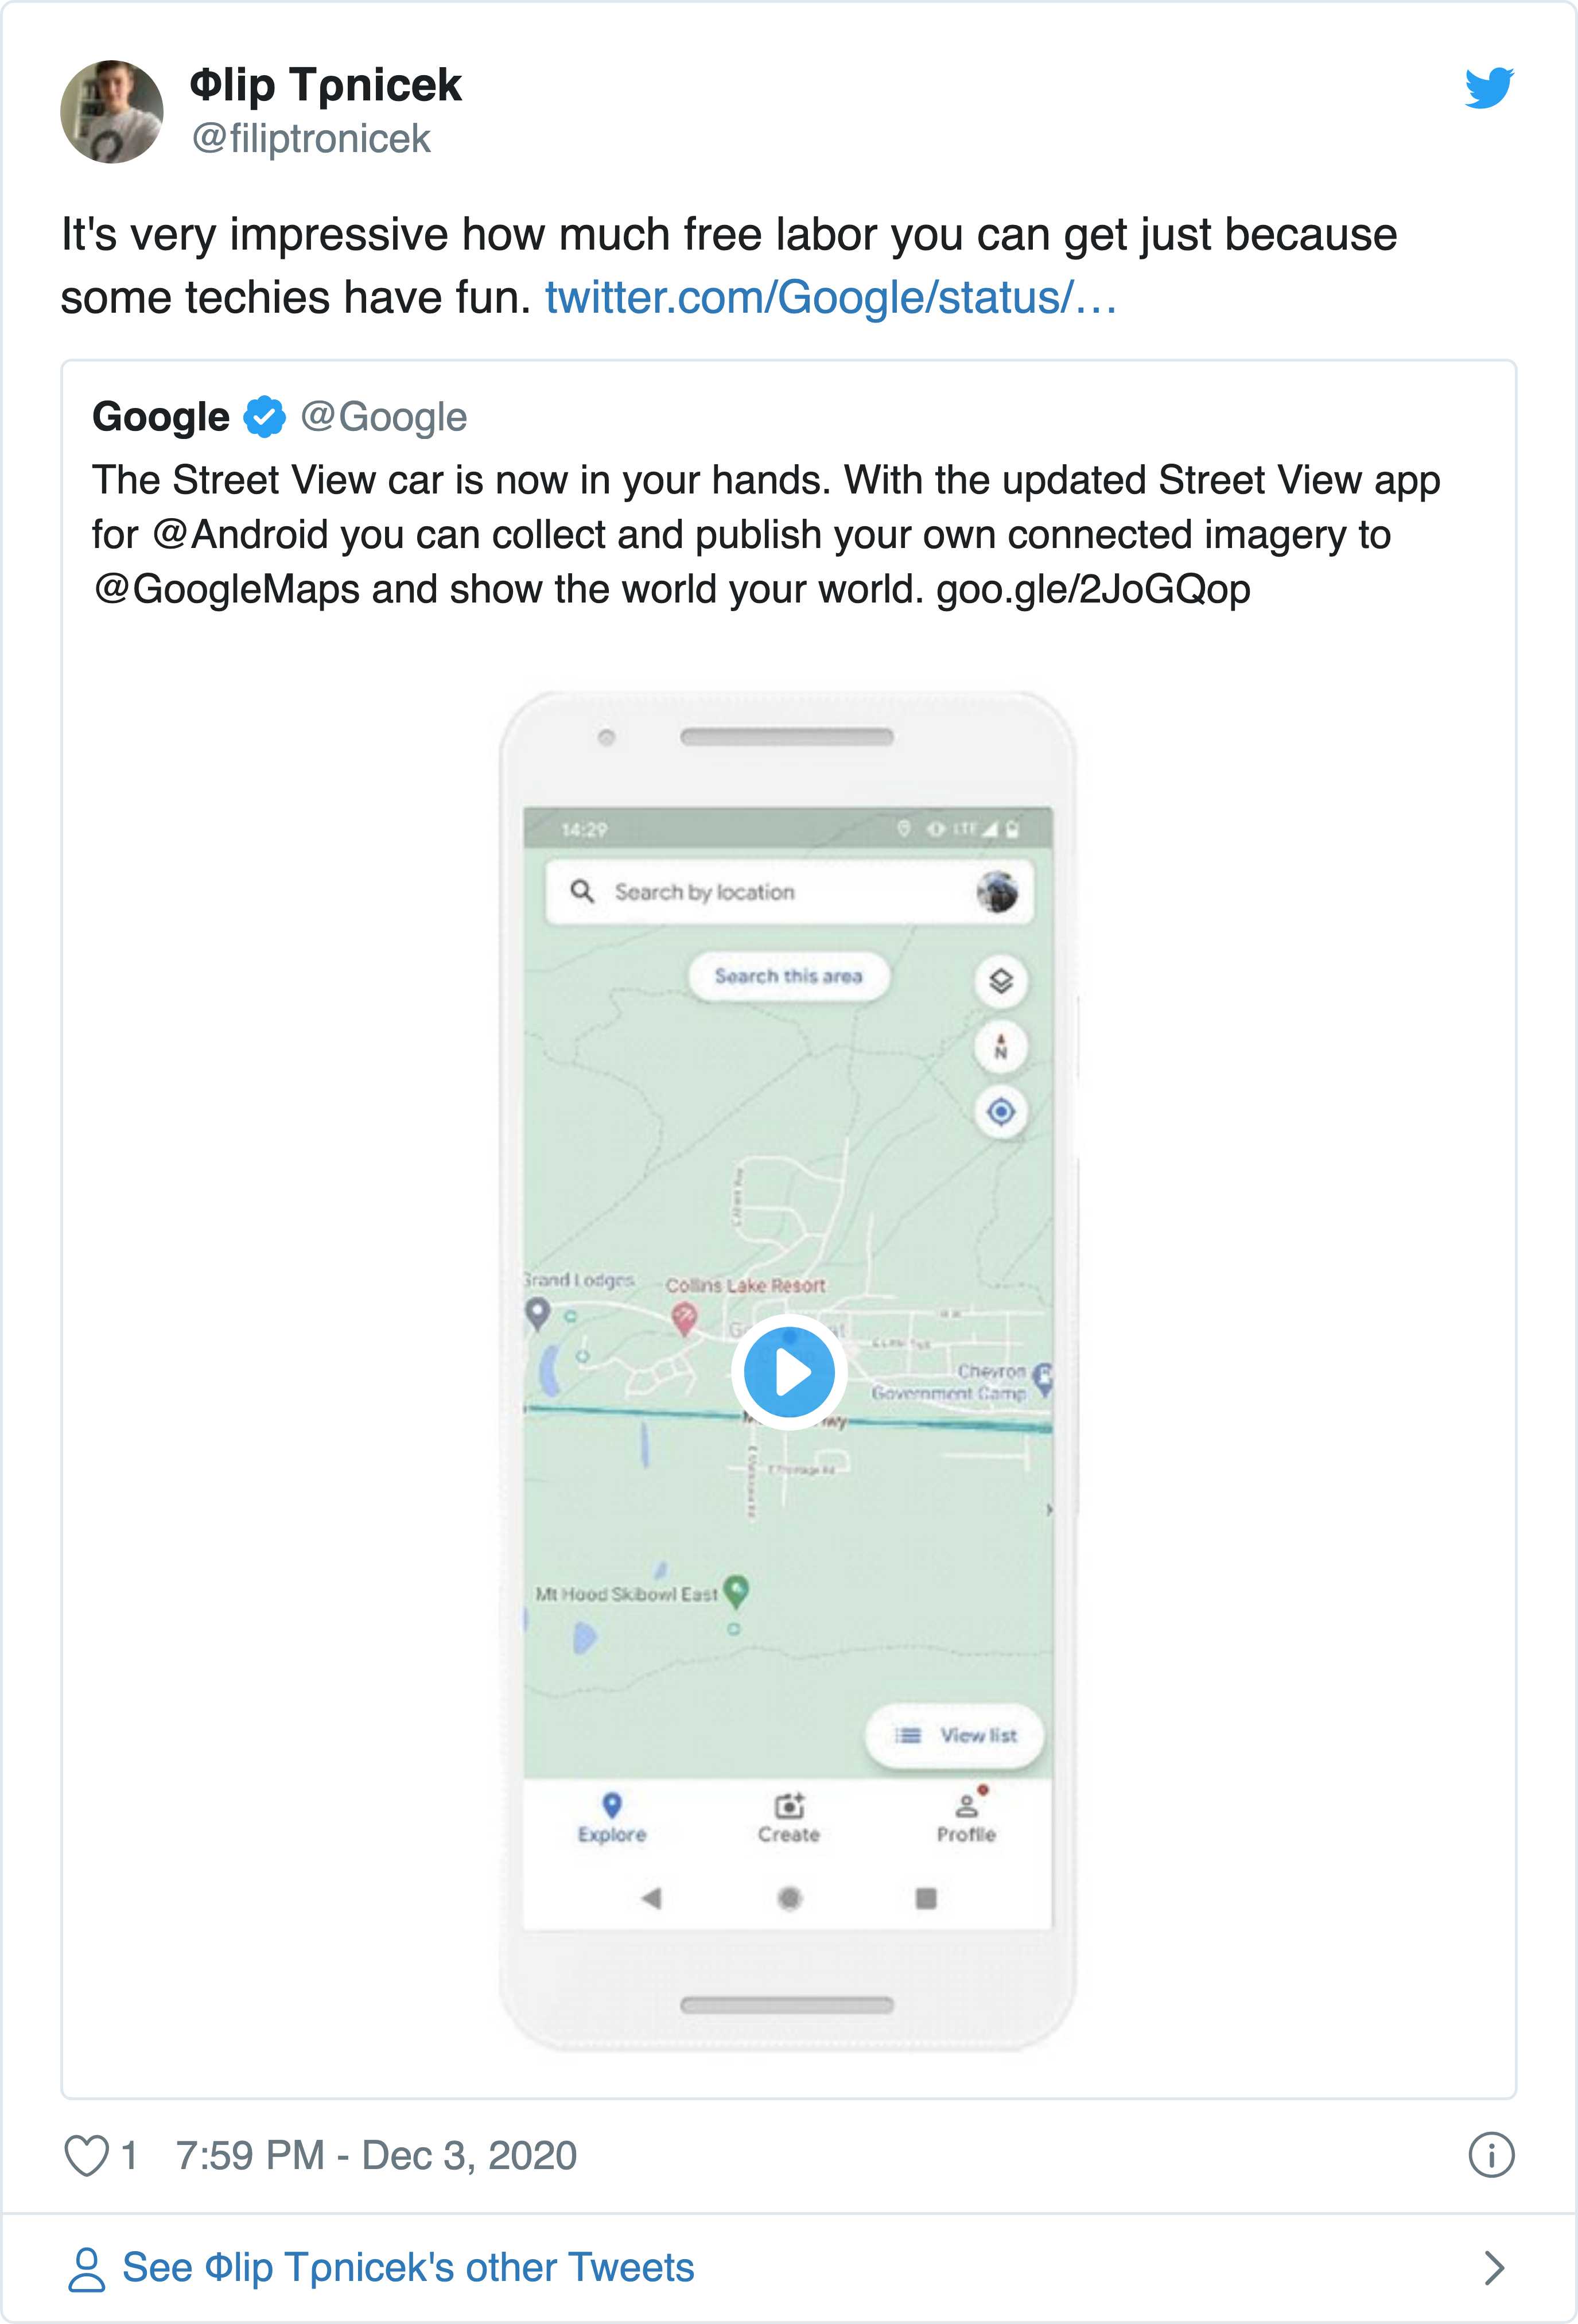 Φlip Tρnicek
@filiptronicek
It's very impressive how much free labor you can get just because
some techies have fun. twitter.com/Google/status/…
Google @Google
The Street View car is now in your hands. With the updated Street View app
for @Android you can collect and publish your own connected imagery to
@GoogleMaps and show the world your world. goo.gle/2JoGQop
14:29 LTE
Search by location
Search this area
N
Grand Lodges
Collins Lake Resort
Chevron
Government Camp
Mt Hood Skibowl East
View list
Explore Create Profile
1 7:59 PM - Dec 3, 2020
See Φlip Tρnicek's other Tweets